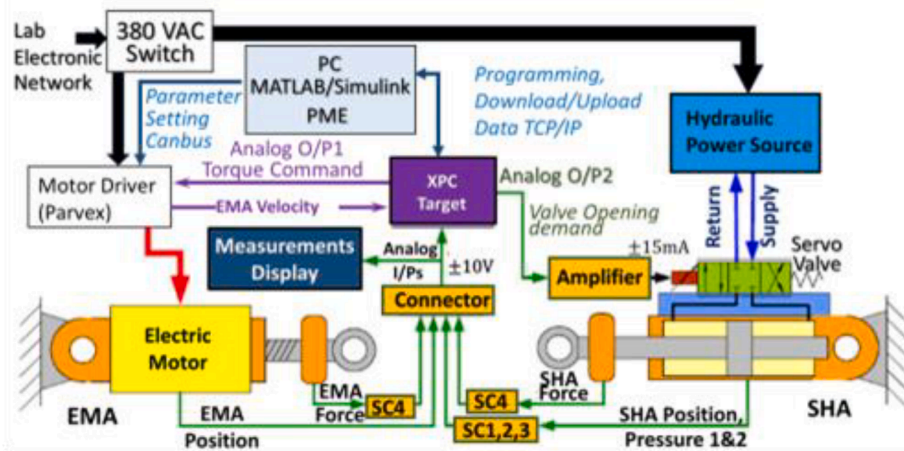 Lab
Electronic
Network
380 VAC
Switch
PC
MATLAB/Simulink
PME
Programming,
Download/Upload
Data TCP/IP
Parameter
Setting
Canbus
Hydraulic
Power Source
Analog O/P1
Torque Command
Motor Driver
(Parvex)
XPC
Target
Analog O/P2
EMA Velocity
Valve Opening
demand
Return
Supply
Measurements
Display
Analog
I/Ps
±10V
±15mA
Servo
Valve
Amplifier
Connector
Electric
Motor
EMA
Force
SHA
Force
SC4
SC4
EMA
EMA
Position
SC1,2,3
SHA Position,
Pressure 1&2
SHA